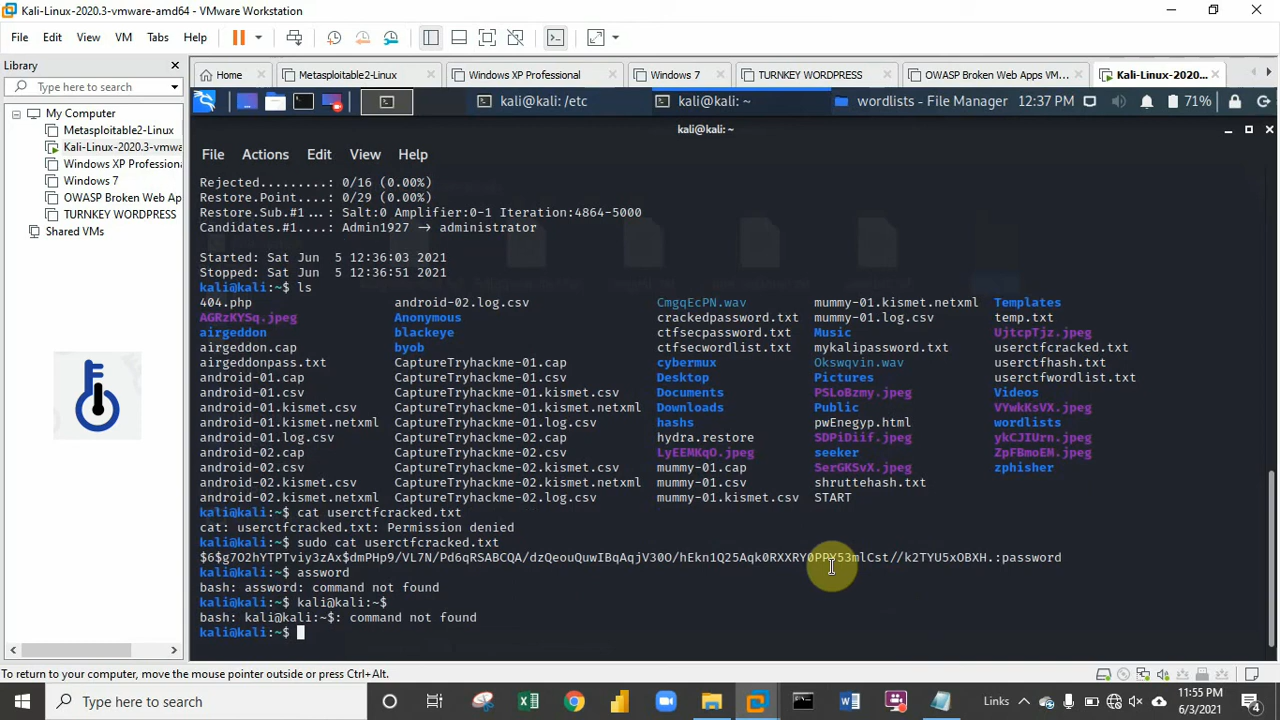 Kali-Linux-2020.3-vmware-amd64 - VMware Workstation
File Edit View VM Tabs Help
Library
Type here to search
My Computer
Metasploitable2-Linux
Kali-Linux-2020.3-vmwa
Windows XP Professiona
Windows 7
OWASP Broken Web Ap
TURNKEY WORDPRESS
Shared VMs
Home Metasploitable2-Linux Windows XP Professional Windows 7 TURNKEY WORDPRESS OWASP Broken Web Apps VM... Kali-Linux-2020...
kali@kali: /etc kali@kali: ~ wordlists - File Manager 12:37 PM 71%
kali@kali: ~
File Actions Edit View Help
Rejected.........: 0/16 (0.00%)
Restore.Point....: 0/29 (0.00%)
Restore.Sub.#1...: Salt:0 Amplifier:0-1 Iteration:4864-5000
Candidates.#1....: Admin1927 → administrator
Started: Sat Jun  5 12:36:03 2021
Stopped: Sat Jun  5 12:36:51 2021
kali@kali:~$ ls
404.php android-02.log.csv CmgqEcPN.wav mummy-01.kismet.netxml Templates
AGRzKYSq.jpeg Anonymous crackedpassword.txt mummy-01.log.csv temp.txt
airgeddon blackeye ctfsecpassword.txt Music UjtcpTjz.jpeg
airgeddon.cap byob ctfsecwordlist.txt mykalipassword.txt userctfcracked.txt
airgeddonpass.txt CaptureTryhackme-01.cap cybermux Okswqvin.wav userctfhash.txt
android-01.cap CaptureTryhackme-01.csv Desktop Pictures userctfwordlist.txt
android-01.csv CaptureTryhackme-01.kismet.csv Documents PSLoBzmy.jpeg Videos
android-01.kismet.csv CaptureTryhackme-01.kismet.netxml Downloads Public VYwkKsVX.jpeg
android-01.kismet.netxml CaptureTryhackme-01.log.csv hashs pwEnegyp.html wordlists
android-01.log.csv CaptureTryhackme-02.cap hydra.restore SDPiDiif.jpeg ykCJIUrn.jpeg
android-02.cap CaptureTryhackme-02.csv LyEEMKqO.jpeg seeker ZpFBmoEM.jpeg
android-02.csv CaptureTryhackme-02.kismet.csv mummy-01.cap SerGKSvX.jpeg zphisher
android-02.kismet.csv CaptureTryhackme-02.kismet.netxml mummy-01.csv shruttehash.txt
android-02.kismet.netxml CaptureTryhackme-02.log.csv mummy-01.kismet.csv START
kali@kali:~$ cat userctfcracked.txt
cat: userctfcracked.txt: Permission denied
kali@kali:~$ sudo cat userctfcracked.txt
$6$g7O2hYTPTviy3zAx$dmPHp9/VL7N/Pd6qRSABCQA/dzQeouQuwIBqAqjV30O/hEkn1Q25Aqk0RXXRY0PPY53mlCst//k2TYU5xOBXH.:password
kali@kali:~$ assword
bash: assword: command not found
kali@kali:~$ kali@kali:~$
bash: kali@kali:~$: command not found
kali@kali:~$
To return to your computer, move the mouse pointer outside or press Ctrl+Alt.
Type here to search
Links
11:55 PM
6/3/2021
4